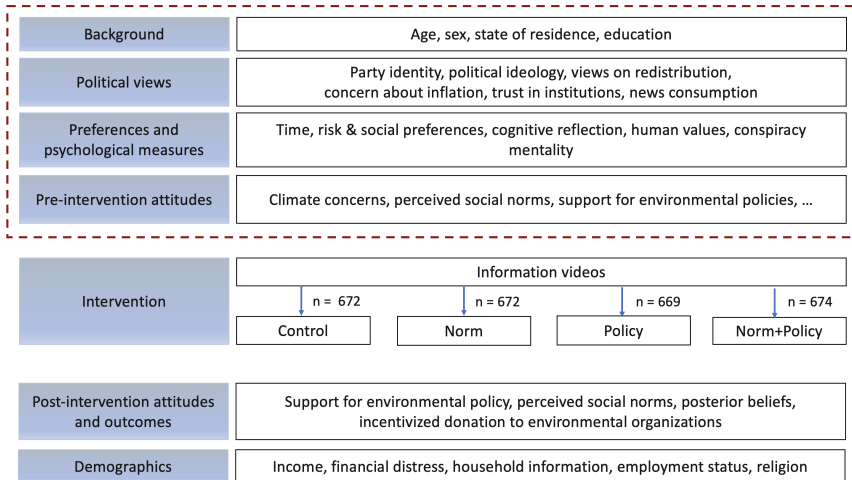 Background
Age, sex, state of residence, education
Political views
Party identity, political ideology, views on redistribution,
concern about inflation, trust in institutions, news consumption
Preferences and
psychological measures
Time, risk & social preferences, cognitive reflection, human values, conspiracy
mentality
Pre-intervention attitudes
Climate concerns, perceived social norms, support for environmental policies, ...
Intervention
Information videos
n = 672
n = 672
n = 669
n = 674
Control
Norm
Policy
Norm+Policy
Post-intervention attitudes
and outcomes
Support for environmental policy, perceived social norms, posterior beliefs,
incentivized donation to environmental organizations
Demographics
Income, financial distress, household information, employment status, religion